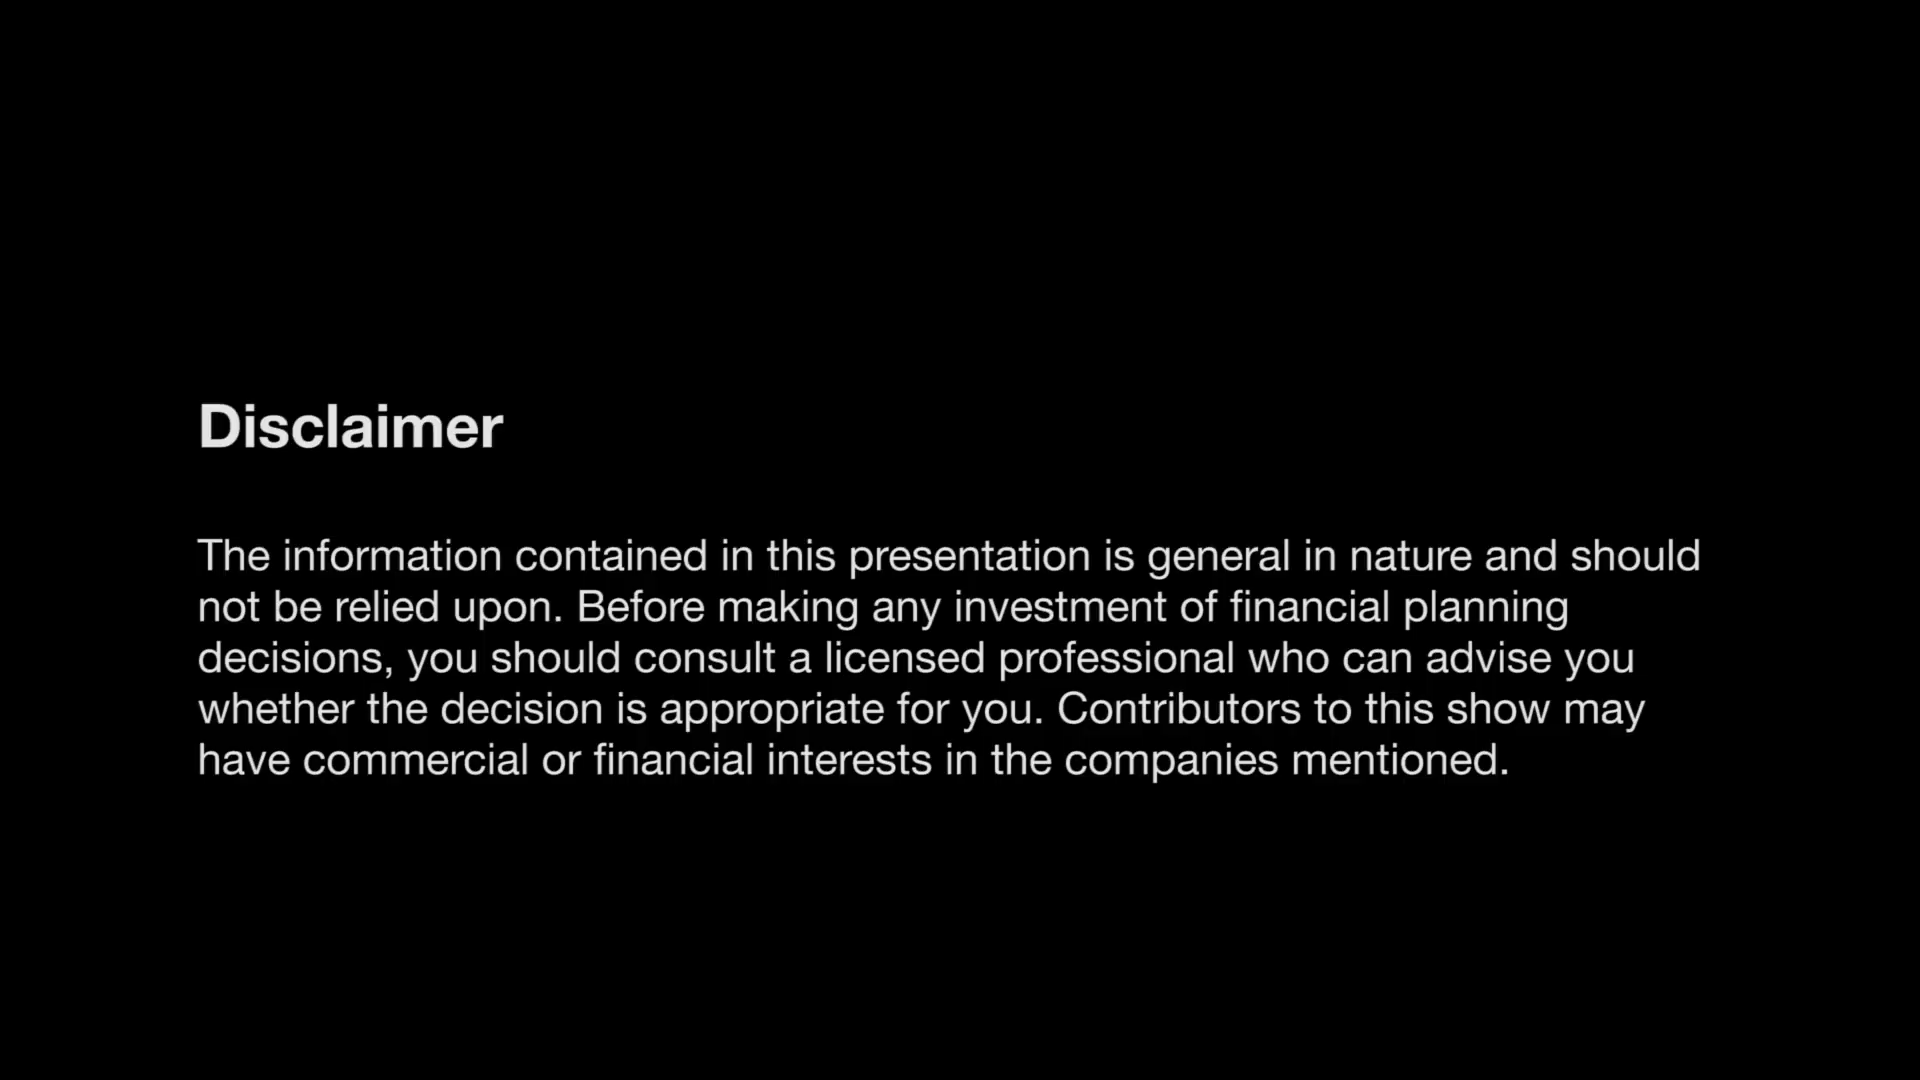 Disclaimer
The information contained in this presentation is general in nature and should
not be relied upon. Before making any investment of financial planning
decisions, you should consult a licensed professional who can advise you
whether the decision is appropriate for you. Contributors to this show may
have commercial or financial interests in the companies mentioned.